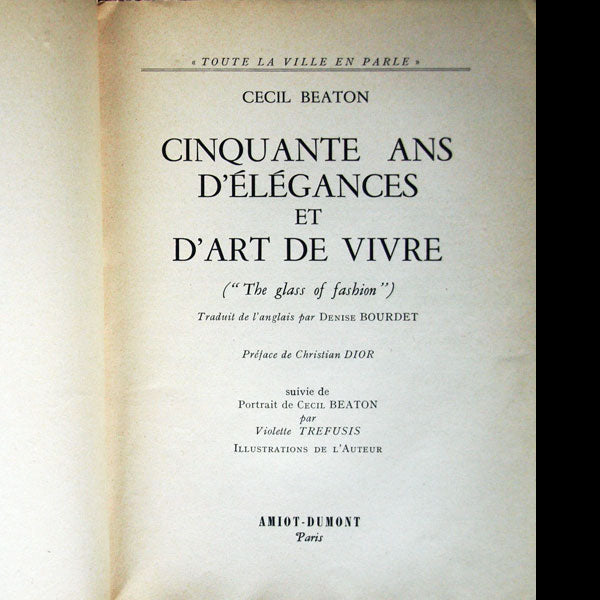 « TOUTE LA VILLE EN PARLE »
CECIL BEATON
CINQUANTE ANS
D'ÉLÉGANCES
ET
D'ART DE VIVRE
(“ The glass of fashion ”)
Traduit de l'anglais par DENISE BOURDET
Préface de Christian DIOR
suivie de
Portrait de CECIL BEATON
par
Violette TREFUSIS
ILLUSTRATIONS DE L'AUTEUR
AMIOT-DUMONT
Paris